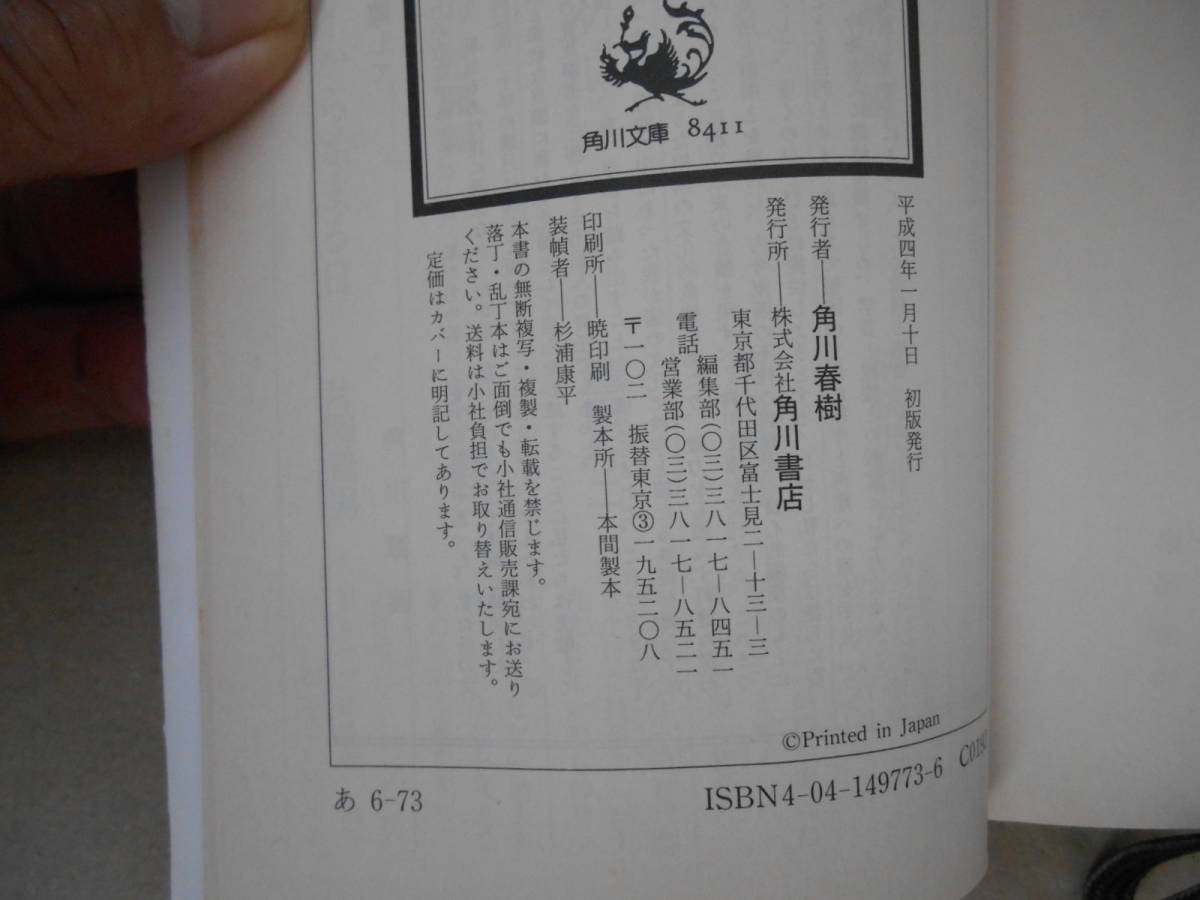 角川文庫 8411
平成四年一月十日 初版発行
発行者――角川春樹
発行所――株式会社角川書店
東京都千代田区富士見二―十三―三
電話 編集部(〇三)三八一七―八四五一
営業部(〇三)三八一七―八五二一
〒一〇二 振替東京③一九五二〇八
印刷所――暁印刷 製本所――本間製本
装幀者――杉浦康平
本書の無断複写・複製・転載を禁じます。
落丁・乱丁本はご面倒でも小社通信販売課宛にお送り
ください。送料は小社負担でお取り替えいたします。
定価はカバーに明記してあります。
©Printed in Japan
あ 6-73
ISBN4-04-149773-6